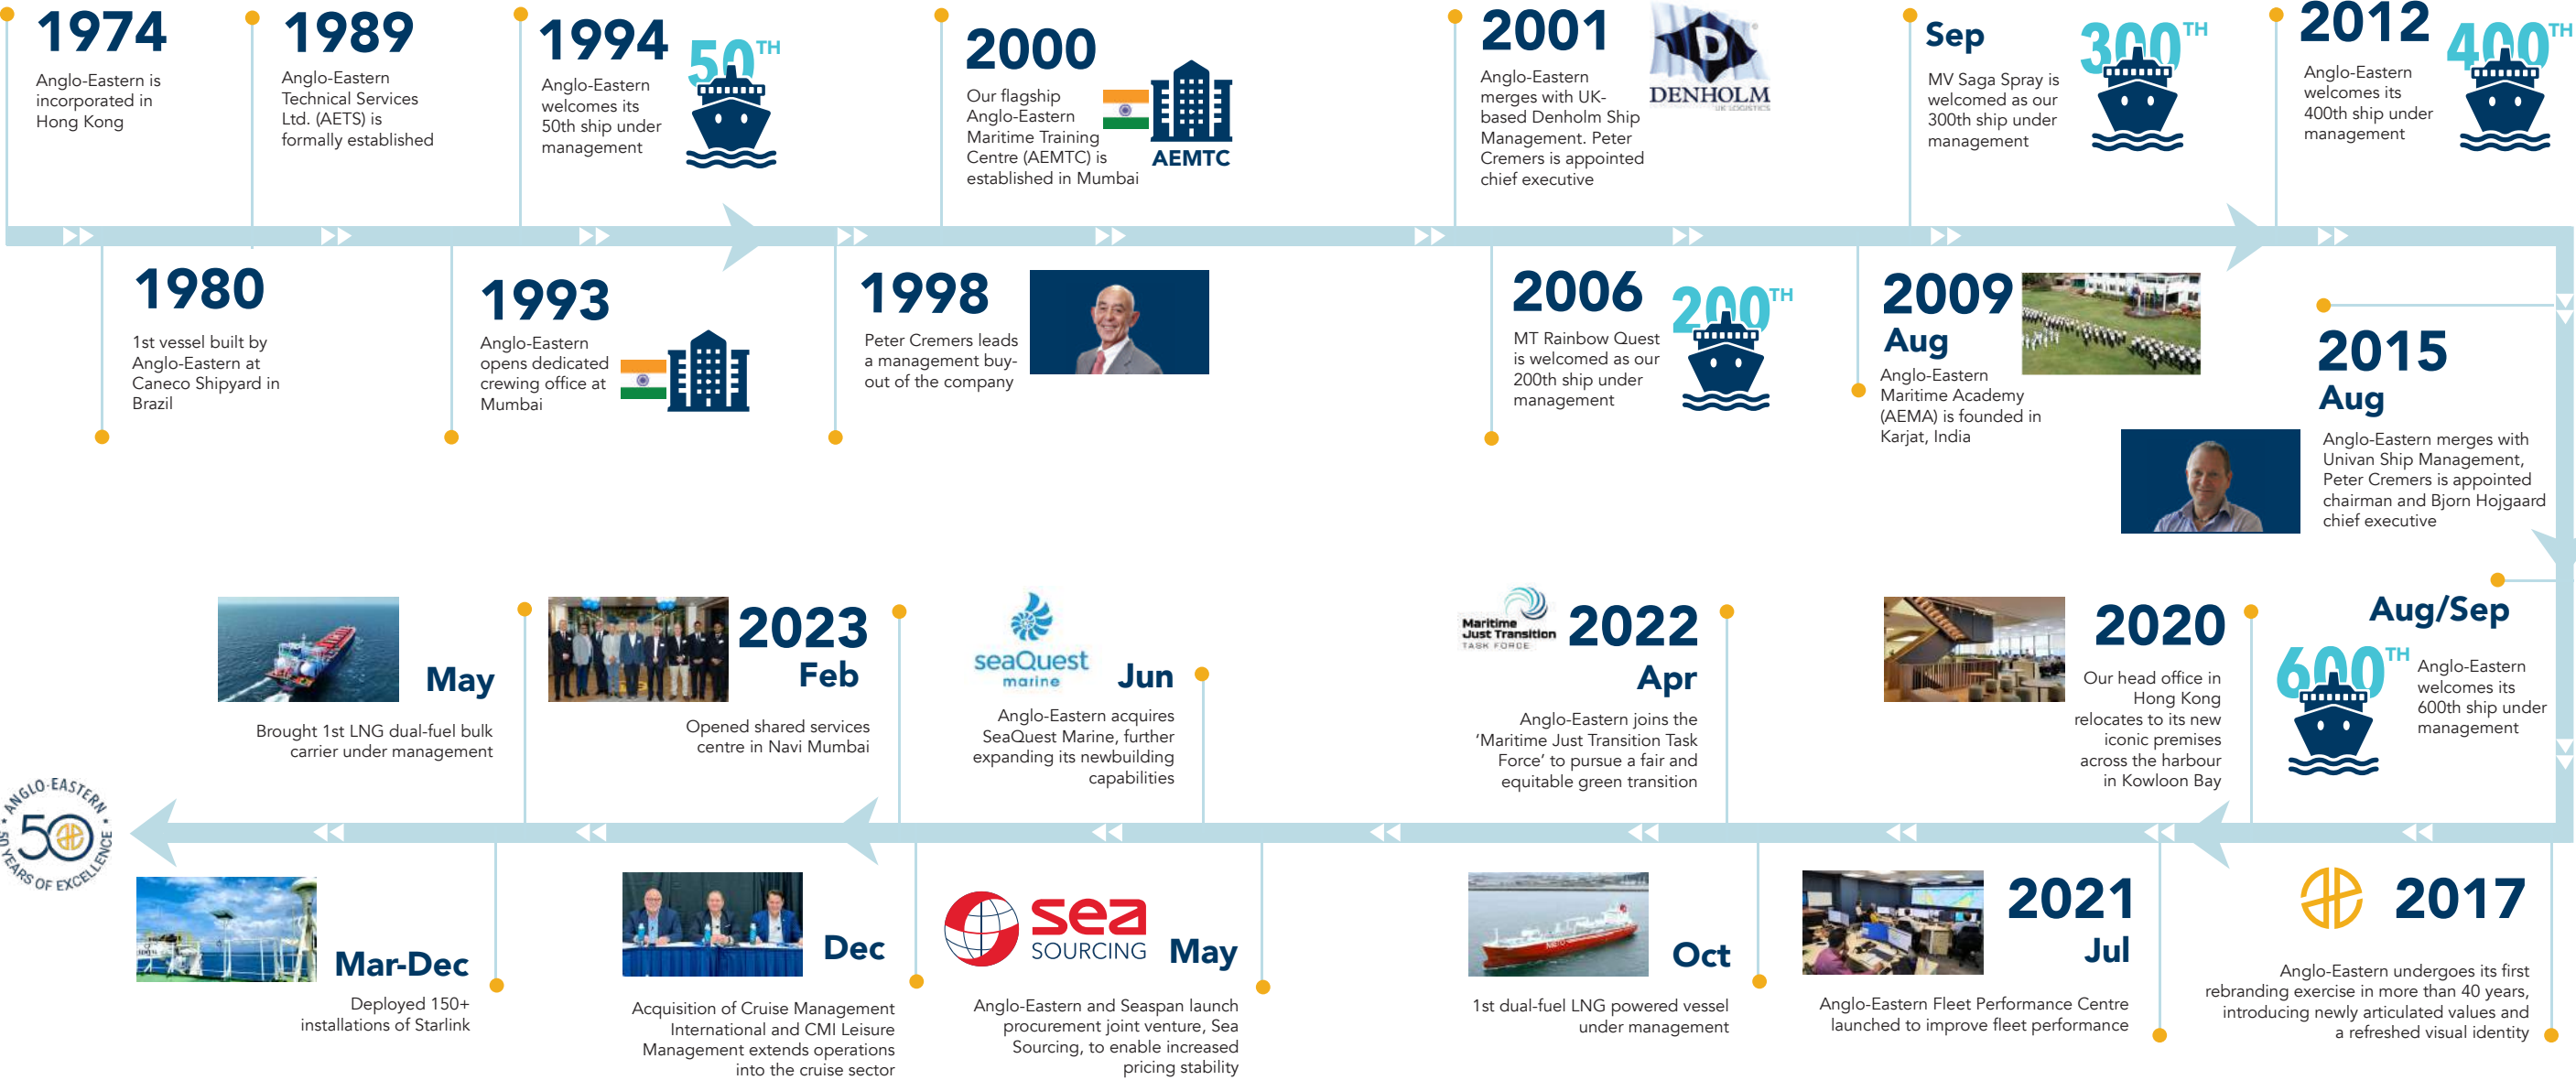 1974
Anglo-Eastern is
incorporated in
Hong Kong
1980
1st vessel built by
Anglo-Eastern at
Caneco Shipyard in
Brazil
1989
Anglo-Eastern
Technical Services
Ltd. (AETS) is
formally established
1993
Anglo-Eastern
opens dedicated
crewing office at
Mumbai
1994
50TH
Anglo-Eastern
welcomes its
50th ship under
management
1998
Peter Cremers leads
a management buy-
out of the company
2000
Our flagship
Anglo-Eastern
Maritime Training
Centre (AEMTC) is
established in Mumbai
AEMTC
2001
Anglo-Eastern
merges with UK-
based Denholm Ship
Management. Peter
Cremers is appointed
chief executive
D
DENHOLM
UK LOGISTICS
2006
200TH
MT Rainbow Quest
is welcomed as our
200th ship under
management
2009
Aug
Anglo-Eastern
Maritime Academy
(AEMA) is founded in
Karjat, India
Sep
300TH
MV Saga Spray is
welcomed as our
300th ship under
management
2012
400TH
Anglo-Eastern
welcomes its
400th ship under
management
2015
Aug
Anglo-Eastern merges with
Univan Ship Management,
Peter Cremers is appointed
chairman and Bjorn Hojgaard
chief executive
Aug/Sep
600TH
Anglo-Eastern
welcomes its
600th ship under
management
2017
Anglo-Eastern undergoes its first
rebranding exercise in more than 40 years,
introducing newly articulated values and
a refreshed visual identity
2020
Our head office in
Hong Kong
relocates to its new
iconic premises
across the harbour
in Kowloon Bay
2021
Jul
Anglo-Eastern Fleet Performance Centre
launched to improve fleet performance
Oct
1st dual-fuel LNG powered vessel
under management
Maritime
Just Transition
TASK FORCE
2022
Apr
Anglo-Eastern joins the
'Maritime Just Transition Task
Force' to pursue a fair and
equitable green transition
sea
SOURCING
May
Anglo-Eastern and Seaspan launch
procurement joint venture, Sea
Sourcing, to enable increased
pricing stability
seaQuest
marine
Jun
Anglo-Eastern acquires
SeaQuest Marine, further
expanding its newbuilding
capabilities
Dec
Acquisition of Cruise Management
International and CMI Leisure
Management extends operations
into the cruise sector
2023
Feb
Opened shared services
centre in Navi Mumbai
May
Brought 1st LNG dual-fuel bulk
carrier under management
Mar-Dec
Deployed 150+
installations of Starlink
ANGLO-EASTERN
50
50 YEARS OF EXCELLENCE